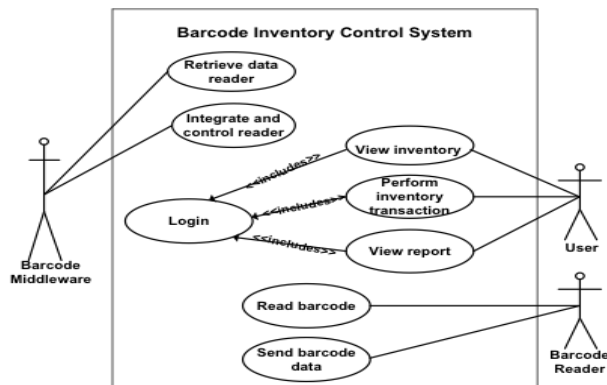 Barcode Inventory Control System
Retrieve data
reader
Integrate and
control reader
View inventory
<<includes>>
Perform
inventory
transaction
<<includes>>
Login
<<includes>>
View report
Barcode
Middleware
User
Read barcode
Send barcode
data
Barcode
Reader